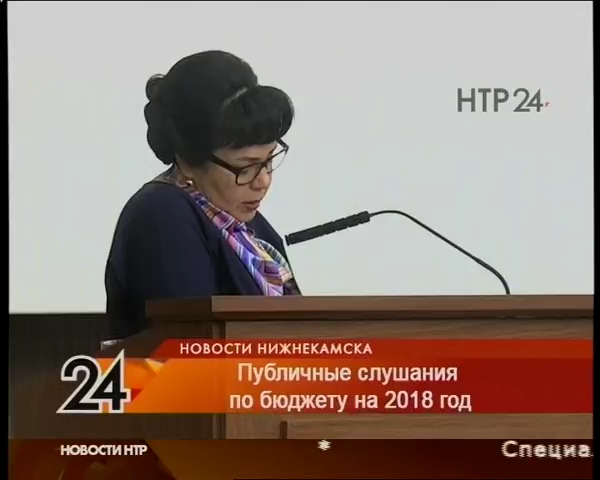 НТР 24
НОВОСТИ НИЖНЕКАМСКА
24
Публичные слушания
по бюджету на 2018 год
НОВОСТИ НТР
Специа